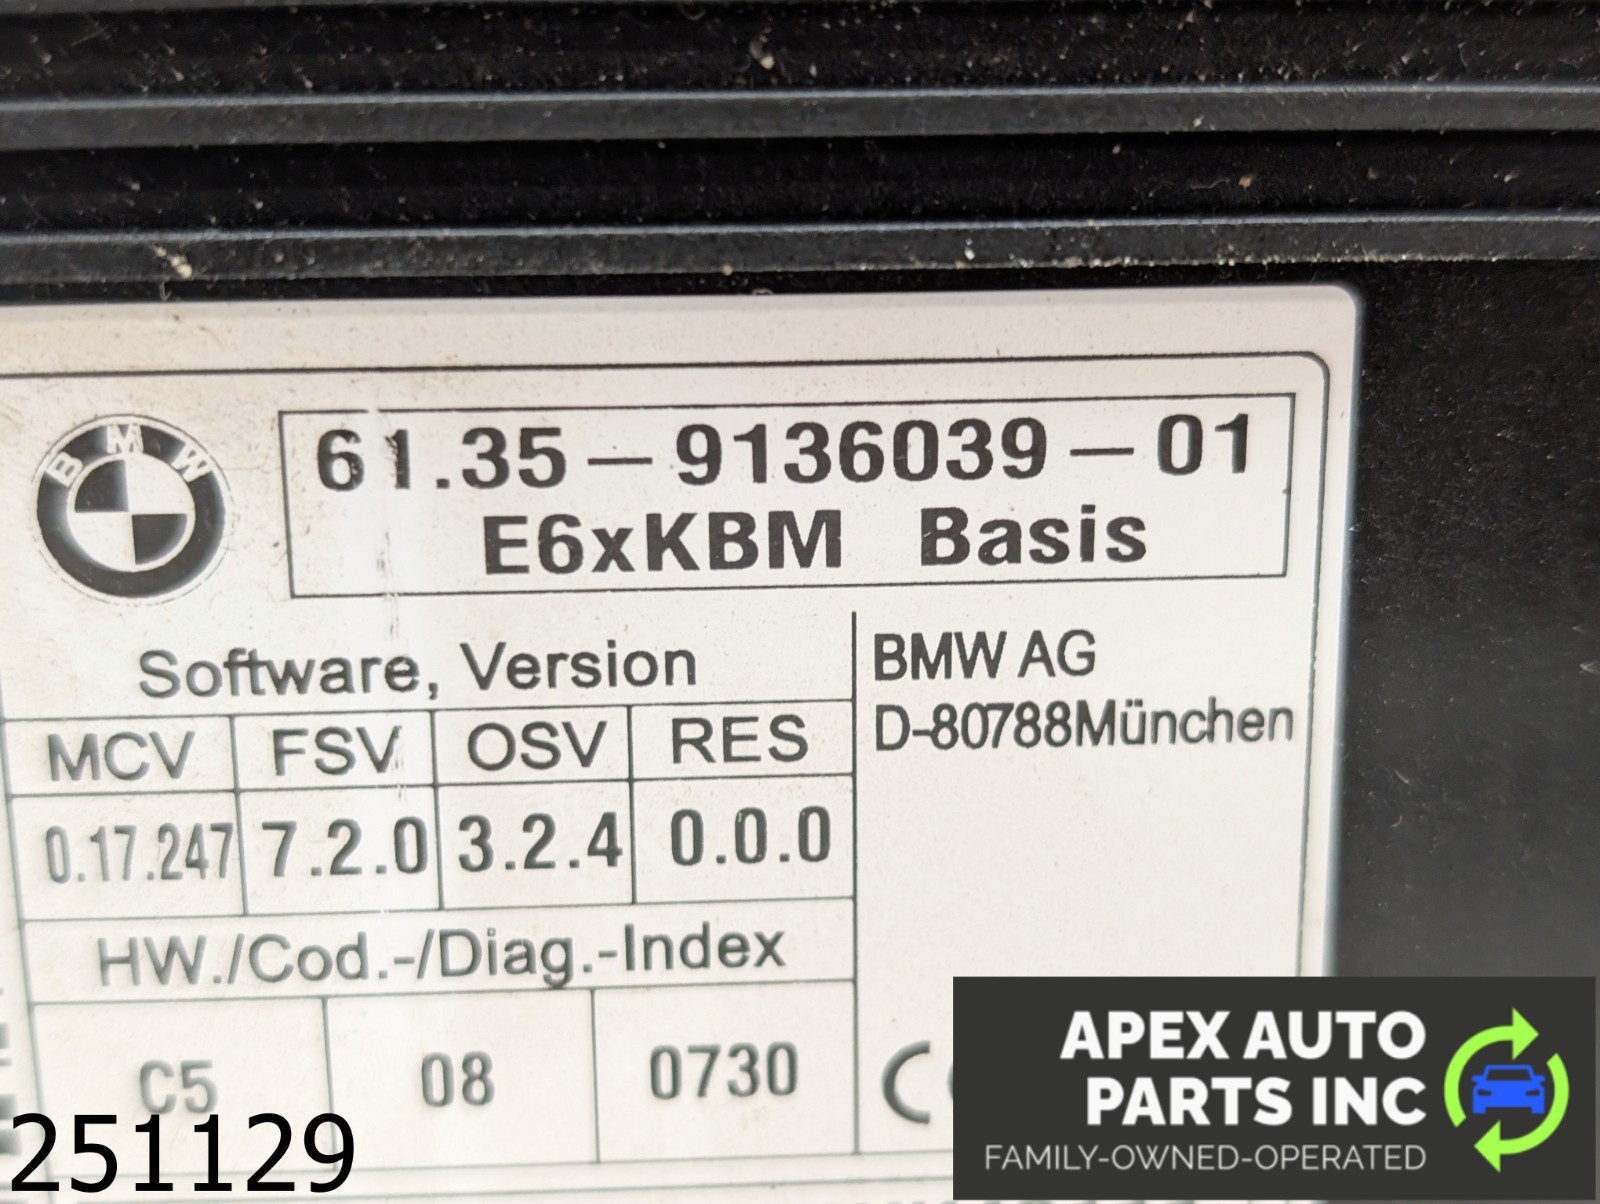 BMW
61.35-9136039-01
E6xKBM Basis
Software, Version
MCV FSV OSV RES
0.17.247 7.2.0 3.2.4 0.0.0
HW./Cod.-/Diag.-Index
C5 08 0730
BMW AG
D-80788München
251129
APEX AUTO
PARTS INC
FAMILY-OWNED-OPERATED